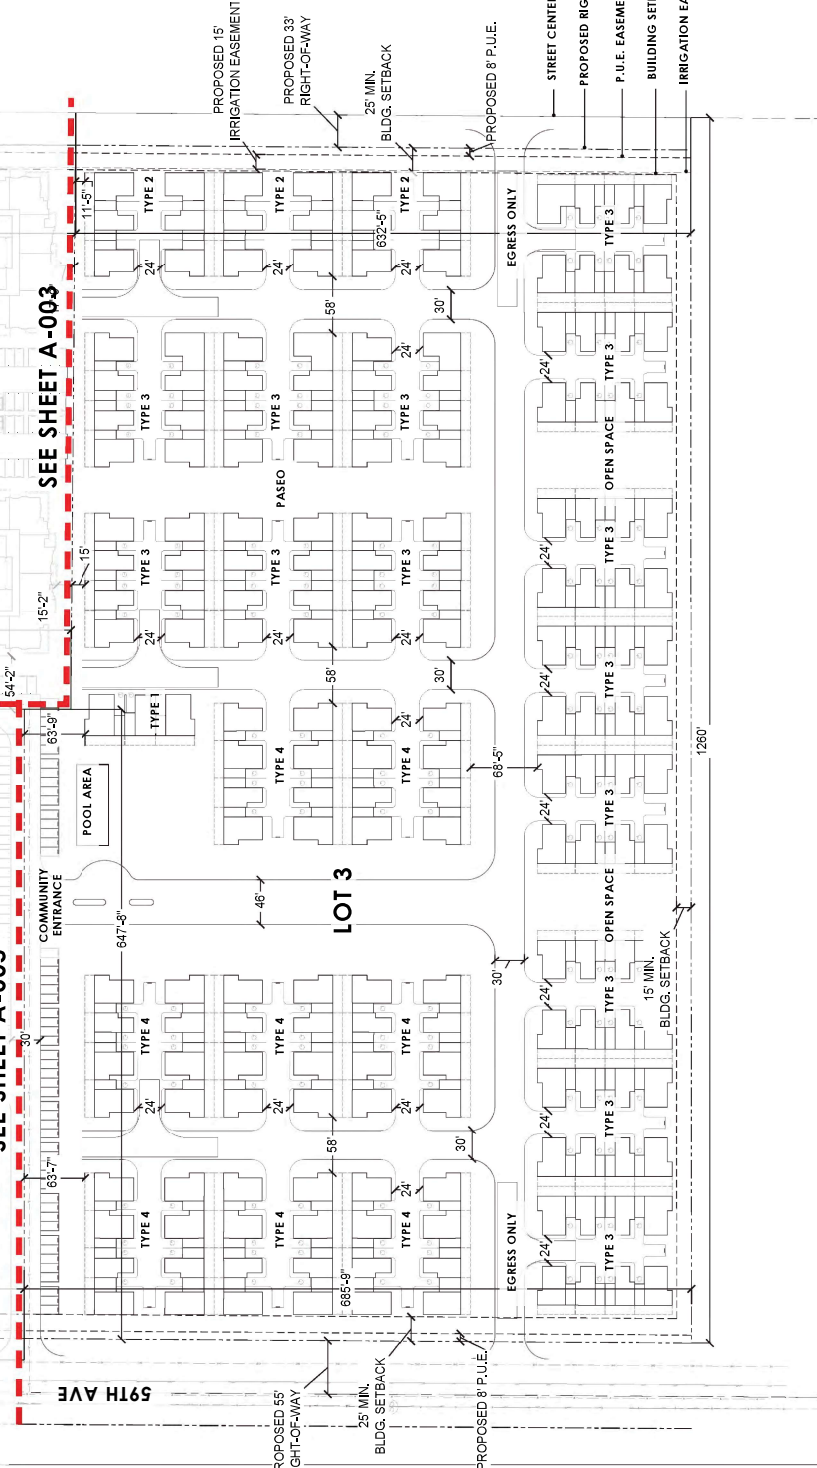 PROPOSED 15'
IRRIGATION EASEMENT
PROPOSED 33'
RIGHT-OF-WAY
25' MIN.
BLDG. SETBACK
PROPOSED 8' P.U.E.
STREET CENTER
PROPOSED RIG
P.U.E. EASEME
BUILDING SET
IRRIGATION EA
SEE SHEET A-003
11'-5"
TYPE 2
TYPE 2
TYPE 2
632'-5"
EGRESS ONLY
TYPE 3
24'
24'
24'
58'
30'
TYPE 3
TYPE 3
TYPE 3
24'
24'
TYPE 3
PASEO
OPEN SPACE
15'
15'-2"
TYPE 3
TYPE 3
TYPE 3
24'
TYPE 3
24'
24'
24'
54'-2"
58'
30'
24'
TYPE 3
63'-9"
TYPE 1
24'
TYPE 4
TYPE 4
68'-5"
1260'
POOL AREA
24'
TYPE 3
COMMUNITY
ENTRANCE
647'-8"
46'
LOT 3
OPEN SPACE
15' MIN.
BLDG. SETBACK
30'
30'
TYPE 4
TYPE 4
TYPE 4
24'
TYPE 3
24'
24'
24'
58'
30'
24'
TYPE 3
63'-7"
24'
TYPE 4
TYPE 4
TYPE 4
EGRESS ONLY
24'
TYPE 3
685'-9"
59TH AVE
ROPOSED 55'
GHT-OF-WAY
25' MIN.
BLDG. SETBACK
PROPOSED 8' P.U.E.